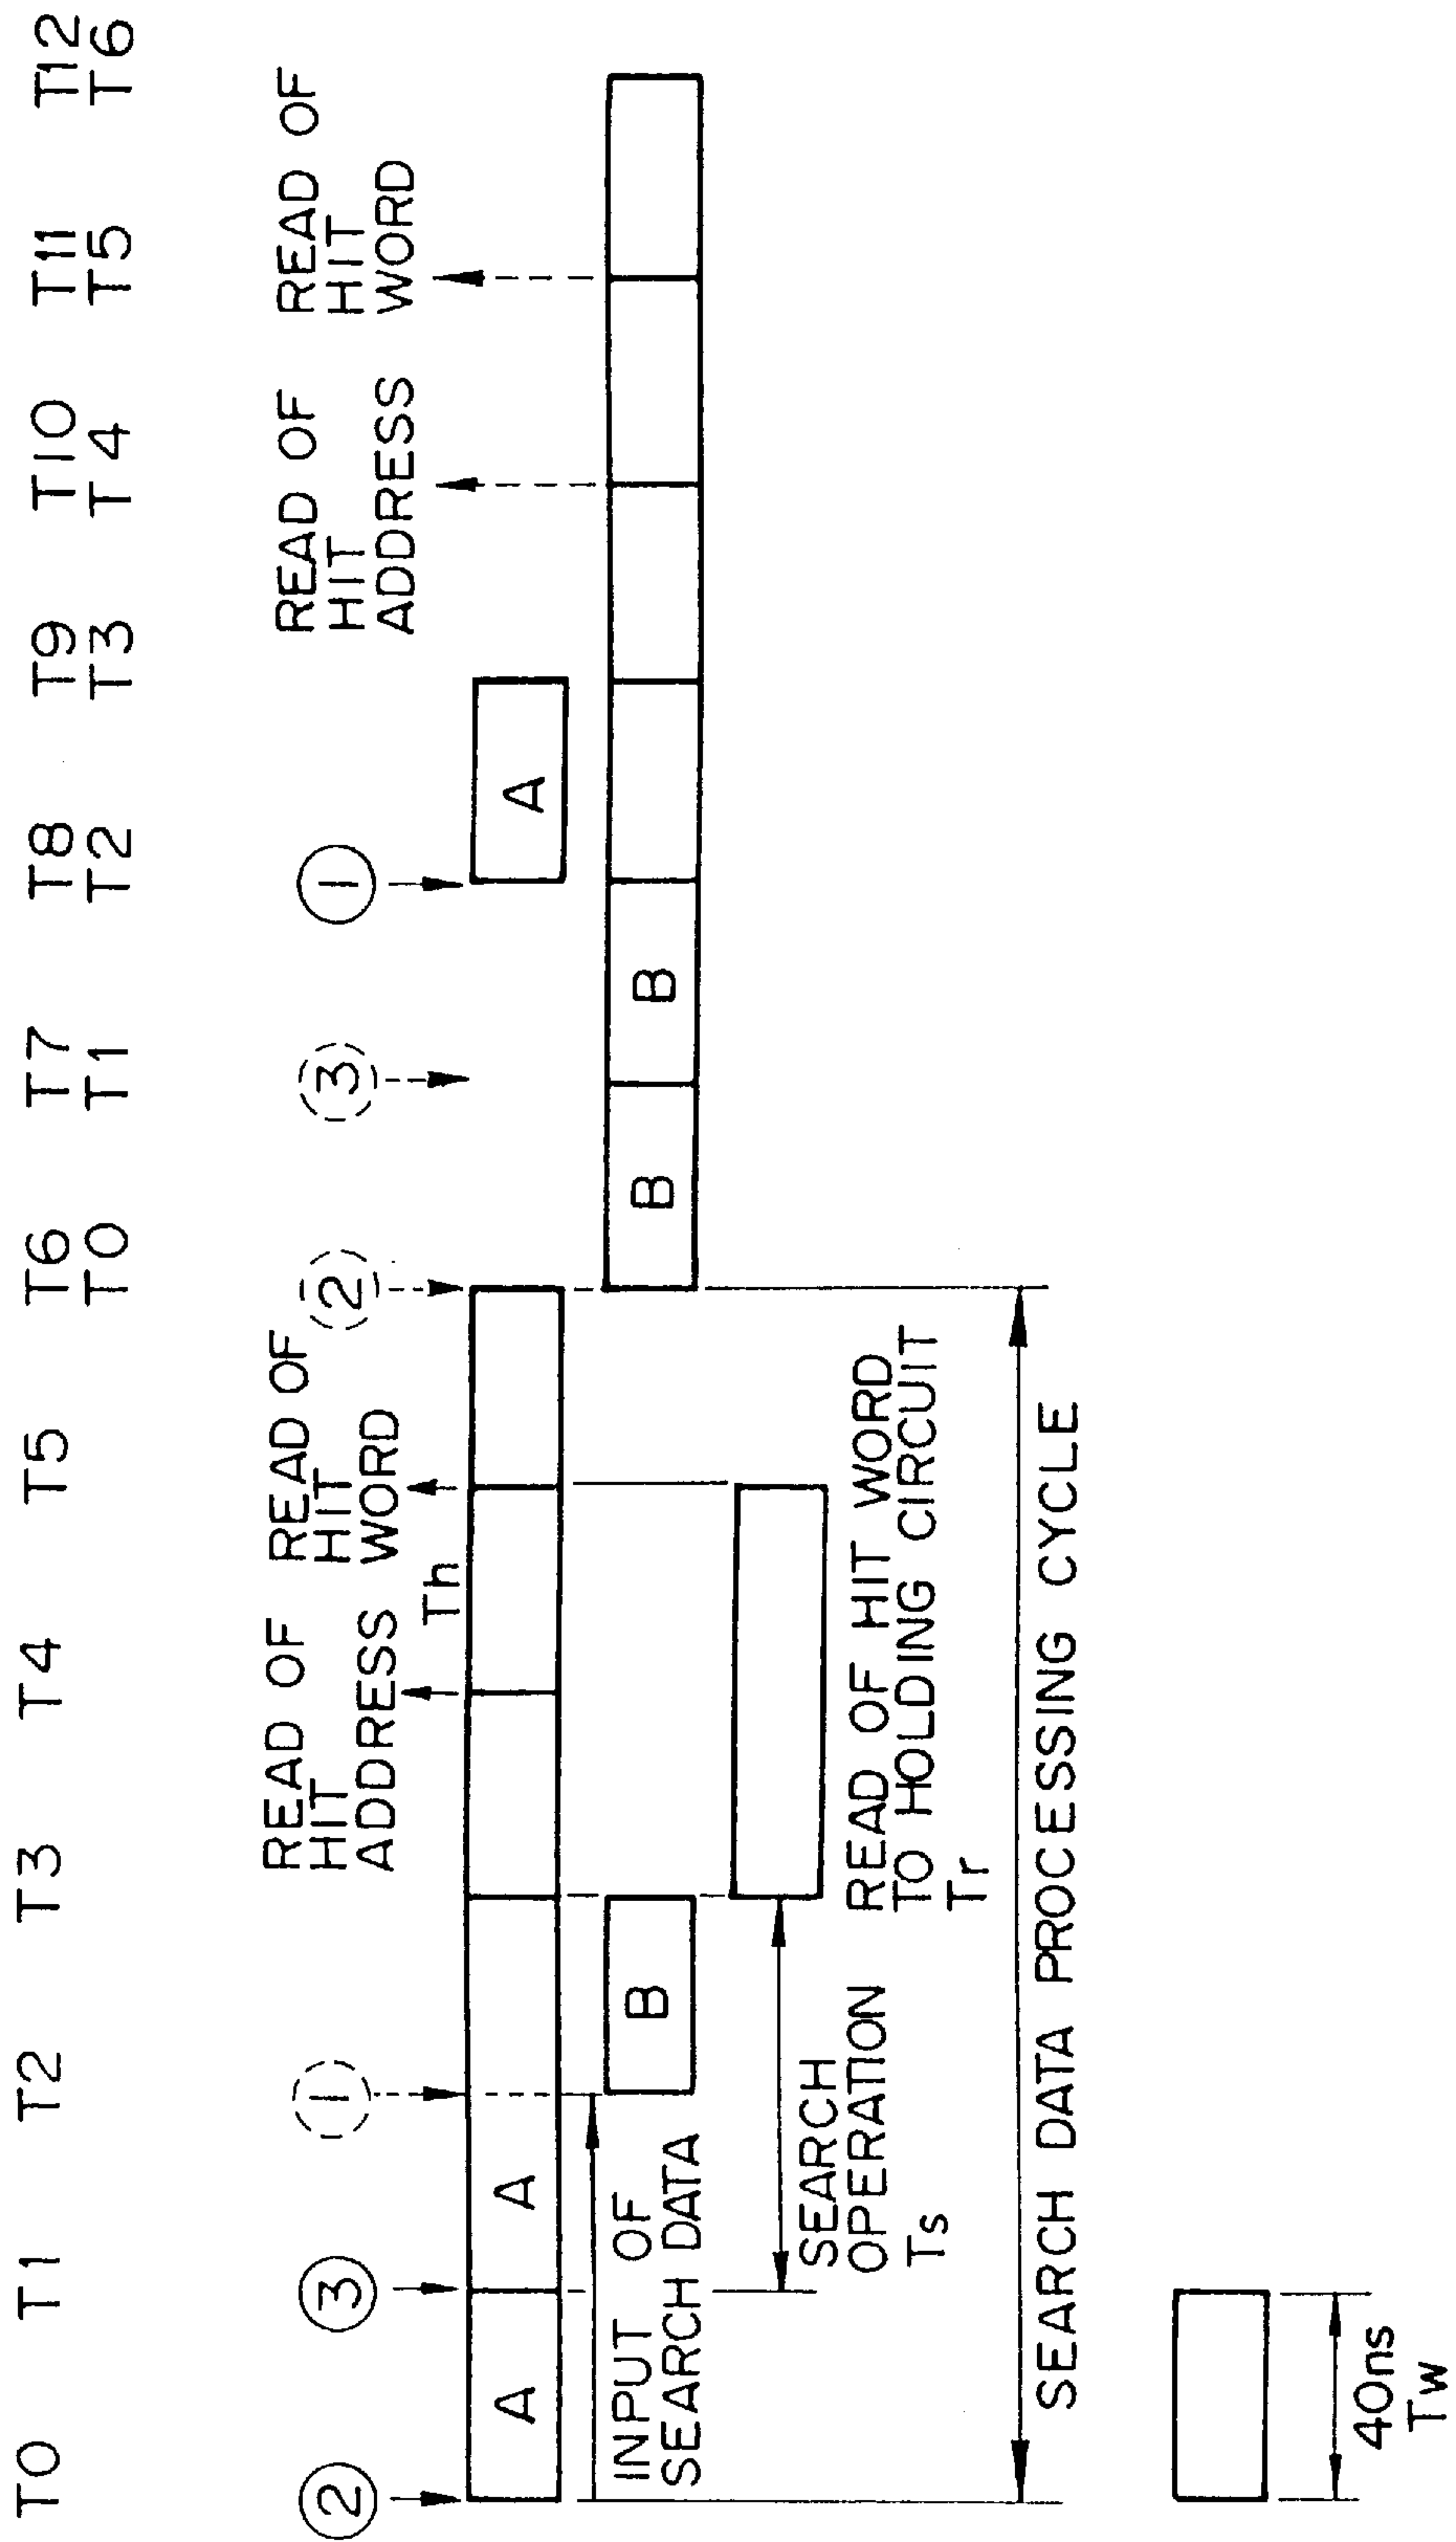 T0 T1 T2 T3 T4 T5 T6 T7 T8 T9 T10 T11 T12
T0 T1 T2 T3 T4 T5 T6
READ OF
HIT
ADDRESS
READ OF
HIT
WORD
READ OF
HIT
ADDRESS
READ OF
HIT
WORD
2 3 1 2 3 1
Th
A A A
INPUT OF
SEARCH DATA
B B B
SEARCH
OPERATION
Ts
READ OF HIT WORD
TO HOLDING CIRCUIT
Tr
SEARCH DATA PROCESSING CYCLE
40ns
Tw